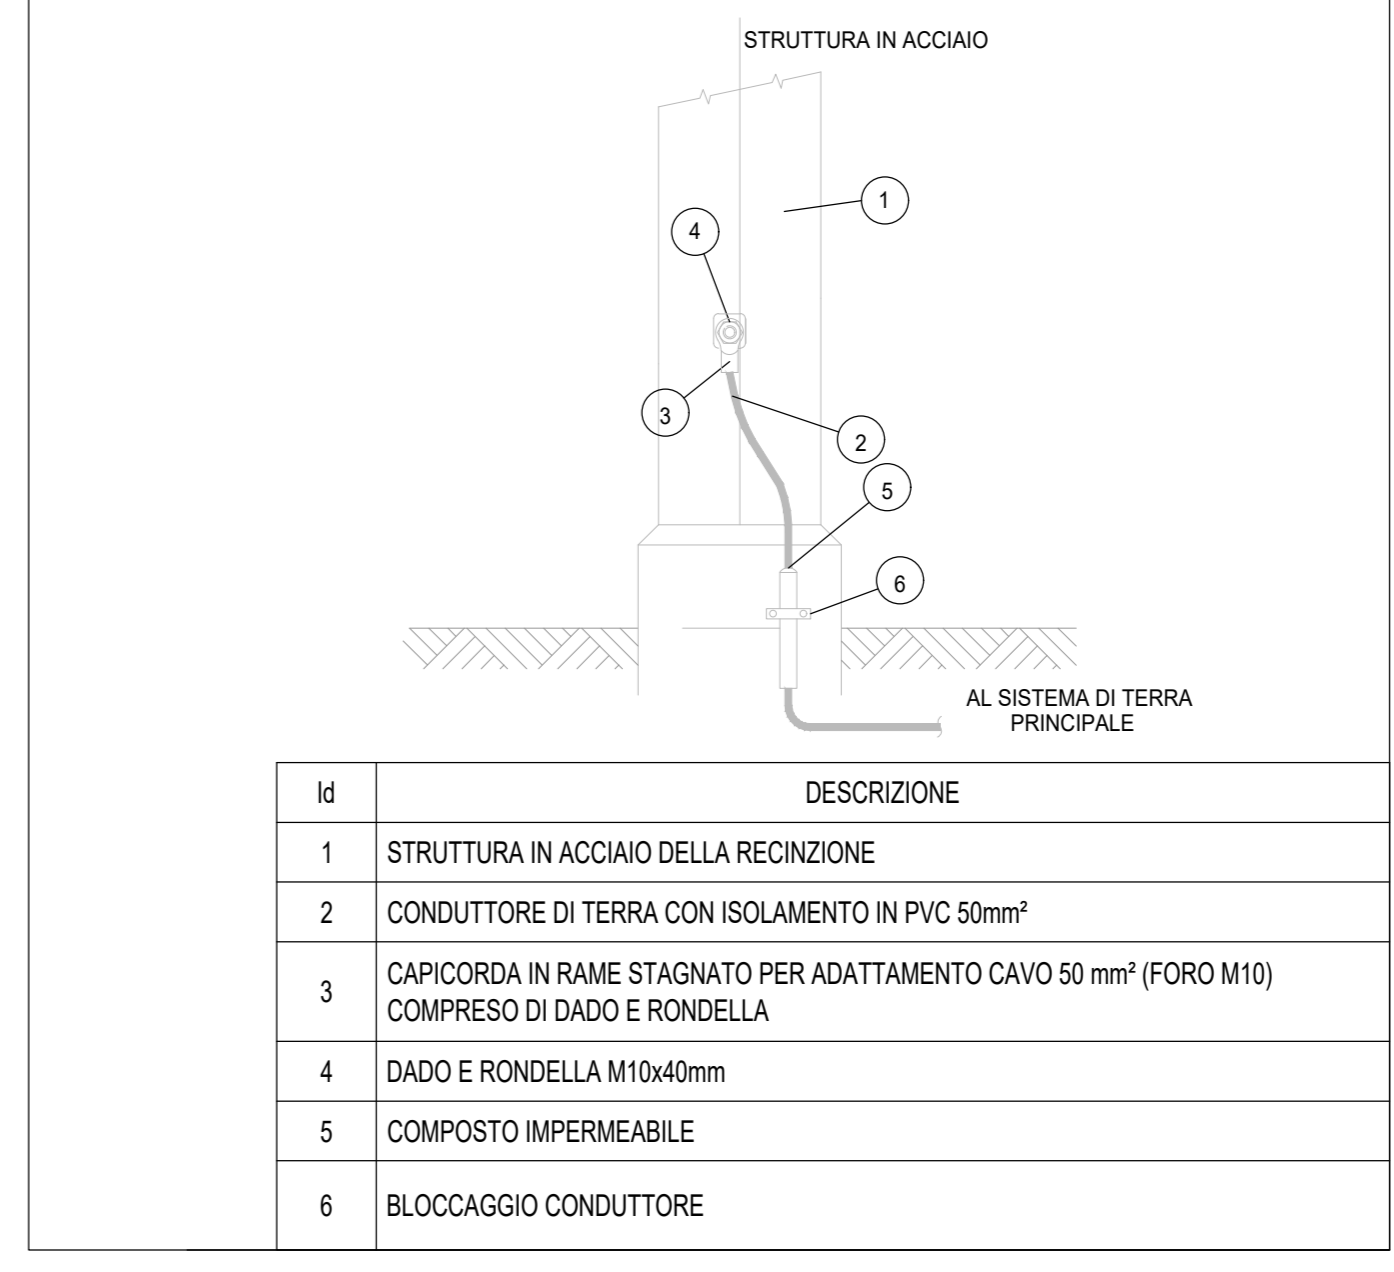 STRUTTURA IN ACCIAIO
1
4
3
2
5
6
AL SISTEMA DI TERRA
PRINCIPALE
Id DESCRIZIONE
1 STRUTTURA IN ACCIAIO DELLA RECINZIONE
2 CONDUTTORE DI TERRA CON ISOLAMENTO IN PVC 50mm²
3 CAPICORDA IN RAME STAGNATO PER ADATTAMENTO CAVO 50 mm² (FORO M10)
COMPRESO DI DADO E RONDELLA
4 DADO E RONDELLA M10x40mm
5 COMPOSTO IMPERMEABILE
6 BLOCCAGGIO CONDUTTORE